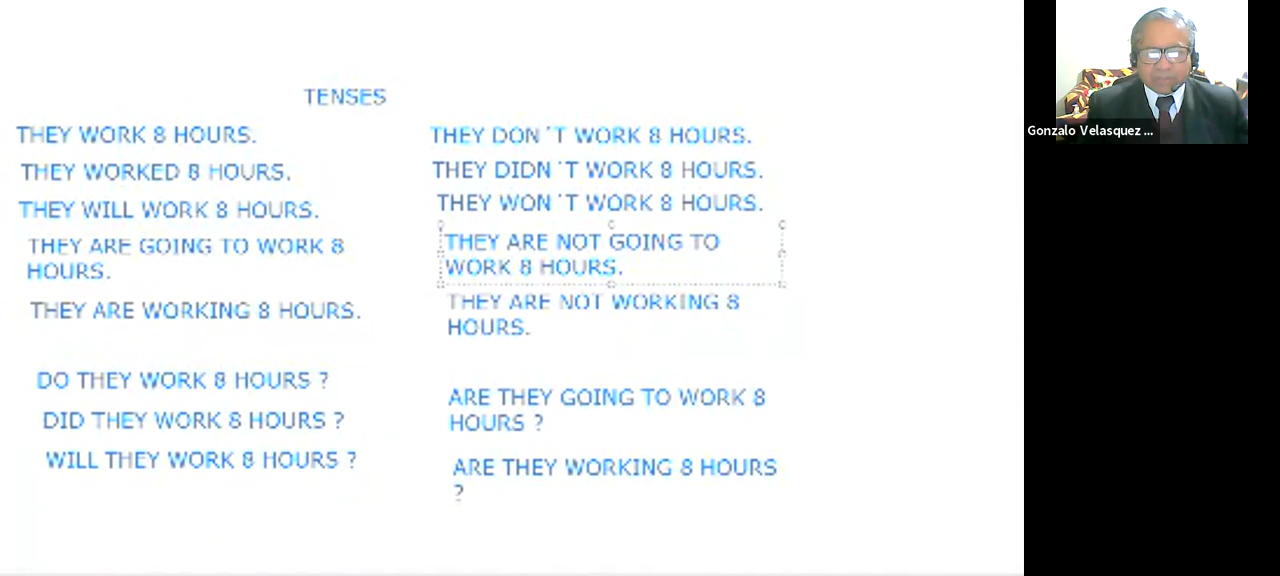 TENSES
THEY WORK 8 HOURS.
THEY WORKED 8 HOURS.
THEY WILL WORK 8 HOURS.
THEY ARE GOING TO WORK 8
HOURS.
THEY ARE WORKING 8 HOURS.
THEY DON´T WORK 8 HOURS.
THEY DIDN´T WORK 8 HOURS.
THEY WON´T WORK 8 HOURS.
THEY ARE NOT GOING TO
WORK 8 HOURS.
THEY ARE NOT WORKING 8
HOURS.
DO THEY WORK 8 HOURS ?
DID THEY WORK 8 HOURS ?
WILL THEY WORK 8 HOURS ?
ARE THEY GOING TO WORK 8
HOURS ?
ARE THEY WORKING 8 HOURS
?
Gonzalo Velasquez ...